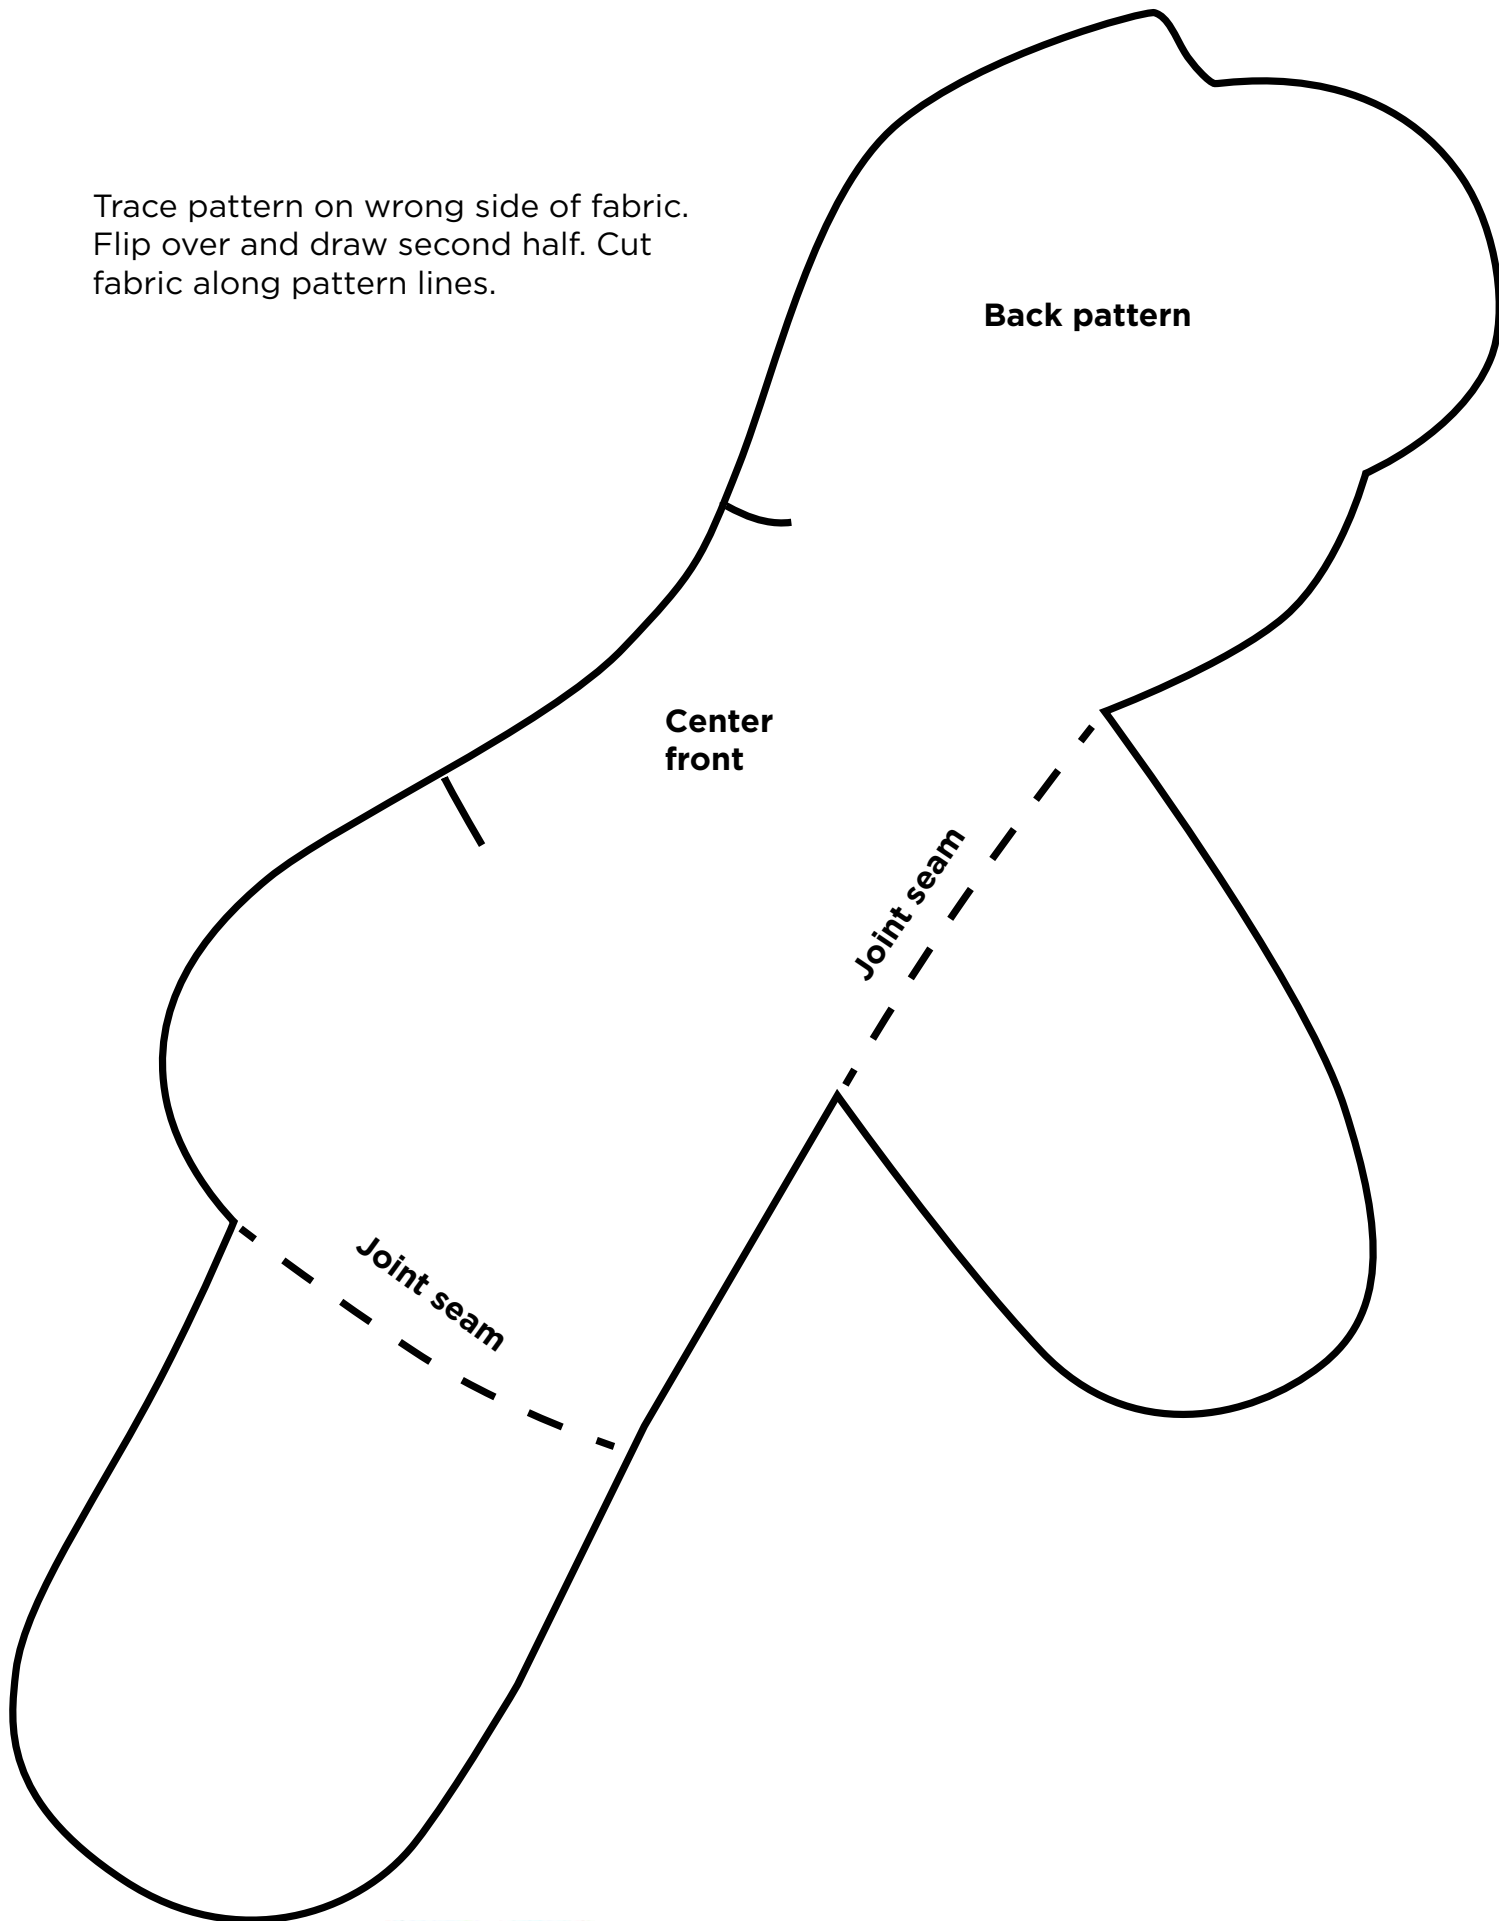 Trace pattern on wrong side of fabric.
Flip over and draw second half. Cut
fabric along pattern lines.
Back pattern
Center
front
Joint seam
Joint seam